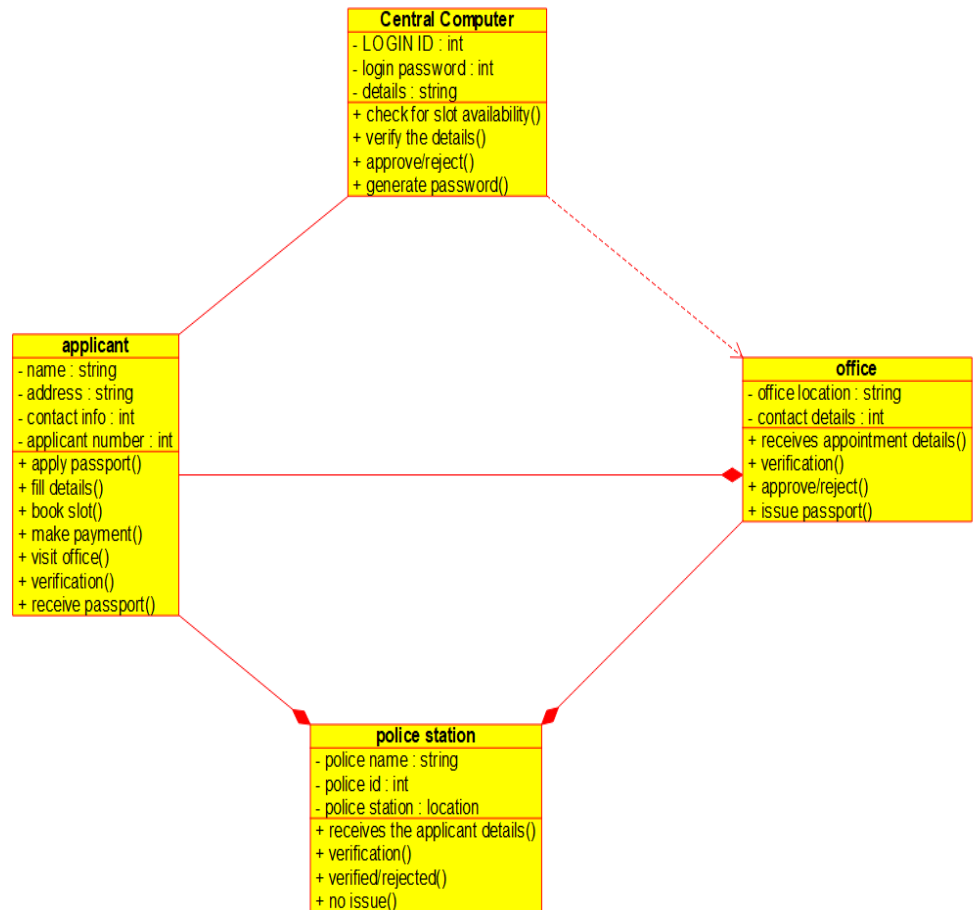 Central Computer
- LOGIN ID : int
- login password : int
- details : string
+ check for slot availability()
+ verify the details()
+ approve/reject()
+ generate password()
applicant
- name : string
- address : string
- contact info : int
- applicant number : int
+ apply passport()
+ fill details()
+ book slot()
+ make payment()
+ visit office()
+ verification()
+ receive passport()
office
- office location : string
- contact details : int
+ receives appointment details()
+ verification()
+ approve/reject()
+ issue passport()
police station
- police name : string
- police id : int
- police station : location
+ receives the applicant details()
+ verification()
+ verified/rejected()
+ no issue()